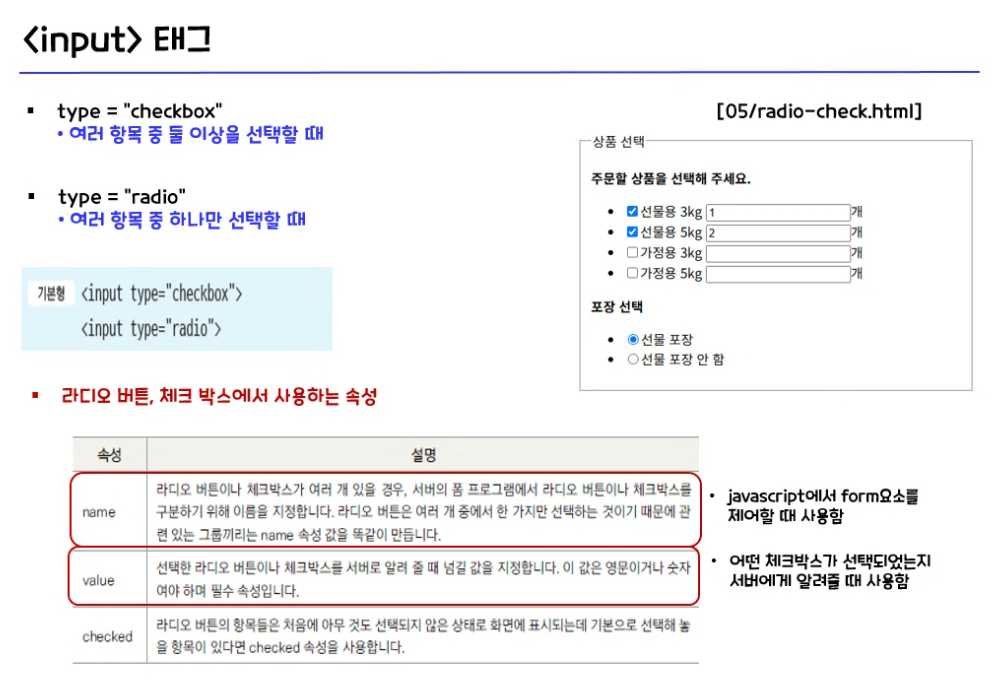 <input> 태그
▪ type = "checkbox"
• 여러 항목 중 둘 이상을 선택할 때
▪ type = "radio"
• 여러 항목 중 하나만 선택할 때
기본형 <input type="checkbox">
<input type="radio">
[05/radio-check.html]
상품 선택
주문할 상품을 선택해 주세요.
• 선물용 3kg 1개
• 선물용 5kg 2개
• 가정용 3kg 개
• 가정용 5kg 개
포장 선택
• 선물 포장
• 선물 포장 안 함
▪ 라디오 버튼, 체크 박스에서 사용하는 속성
속성 설명
name
라디오 버튼이나 체크박스가 여러 개 있을 경우, 서버의 폼 프로그램에서 라디오 버튼이나 체크박스를
구분하기 위해 이름을 지정합니다. 라디오 버튼은 여러 개 중에서 한 가지만 선택하는 것이기 때문에 관
련 있는 그룹끼리는 name 속성 값을 똑같이 만듭니다.
• javascript에서 form요소를
제어할 때 사용함
value
선택한 라디오 버튼이나 체크박스를 서버로 알려 줄 때 넘길 값을 지정합니다. 이 값은 영문이거나 숫자
여야 하며 필수 속성입니다.
• 어떤 체크박스가 선택되었는지
서버에게 알려줄 때 사용함
checked
라디오 버튼의 항목들은 처음에 아무 것도 선택되지 않은 상태로 화면에 표시되는데 기본으로 선택해 놓
을 항목이 있다면 checked 속성을 사용합니다.